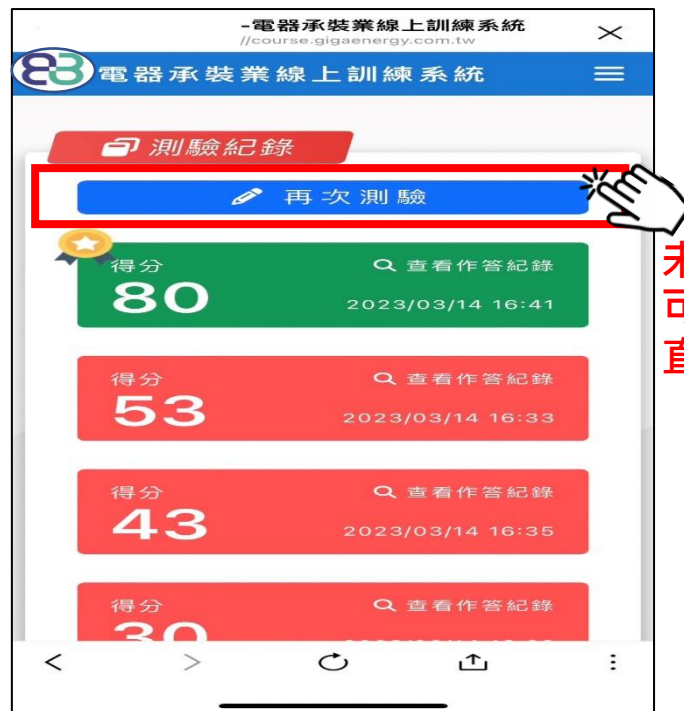 -電器承裝業線上訓練系統
//course.gigaenergy.com.tw
電器承裝業線上訓練系統
測驗紀錄
再次測驗
得分
查看作答紀錄
80
2023/03/14 16:41
得分
查看作答紀錄
53
2023/03/14 16:33
得分
查看作答紀錄
43
2023/03/14 16:35
得分
查看作答紀錄
30